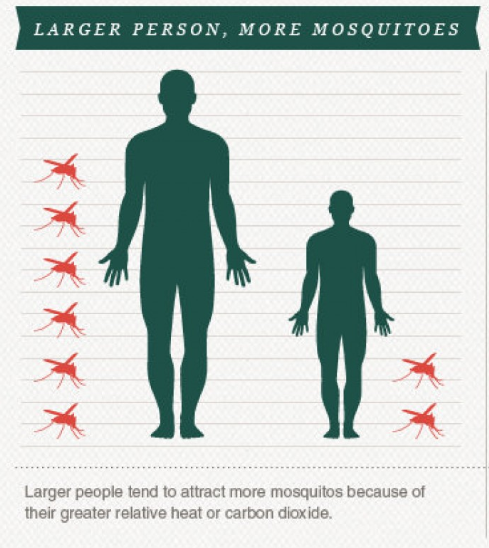 LARGER PERSON, MORE MOSQUITOES
Larger people tend to attract more mosquitos because of
their greater relative heat or carbon dioxide.